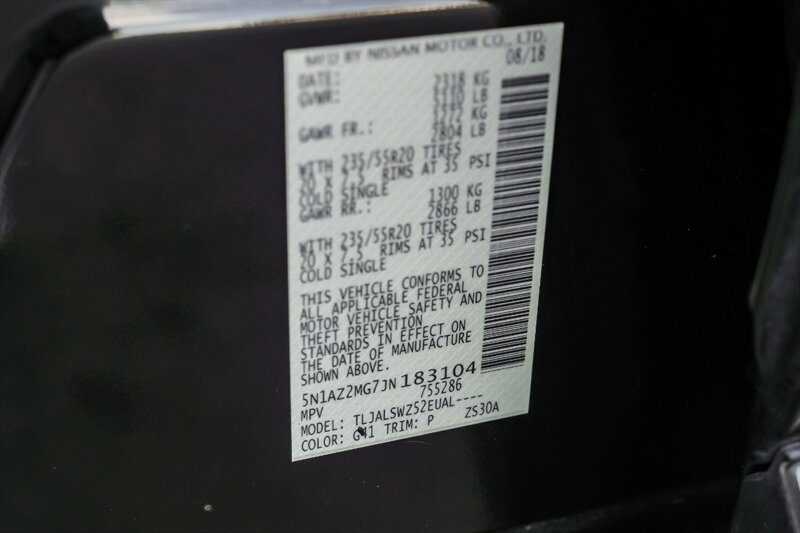 MFD BY NISSAN MOTOR CO., LTD.
DATE: 08/18
GVWR: 2318 KG
5110 LB
GAWR FR.: 1272 KG
2804 LB
WITH 235/55R20 TIRES
20 X 7.5 RIMS AT 35 PSI
COLD SINGLE
GAWR RR.: 1300 KG
2866 LB
WITH 235/55R20 TIRES
20 X 7.5 RIMS AT 35 PSI
COLD SINGLE
THIS VEHICLE CONFORMS TO
ALL APPLICABLE FEDERAL
MOTOR VEHICLE SAFETY AND
THEFT PREVENTION
STANDARDS IN EFFECT ON
THE DATE OF MANUFACTURE
SHOWN ABOVE.
5N1AZ2MG7JN183104
MPV 755286
MODEL: TLJALSWZ52EUAL----
COLOR: G41 TRIM: P ZS30A